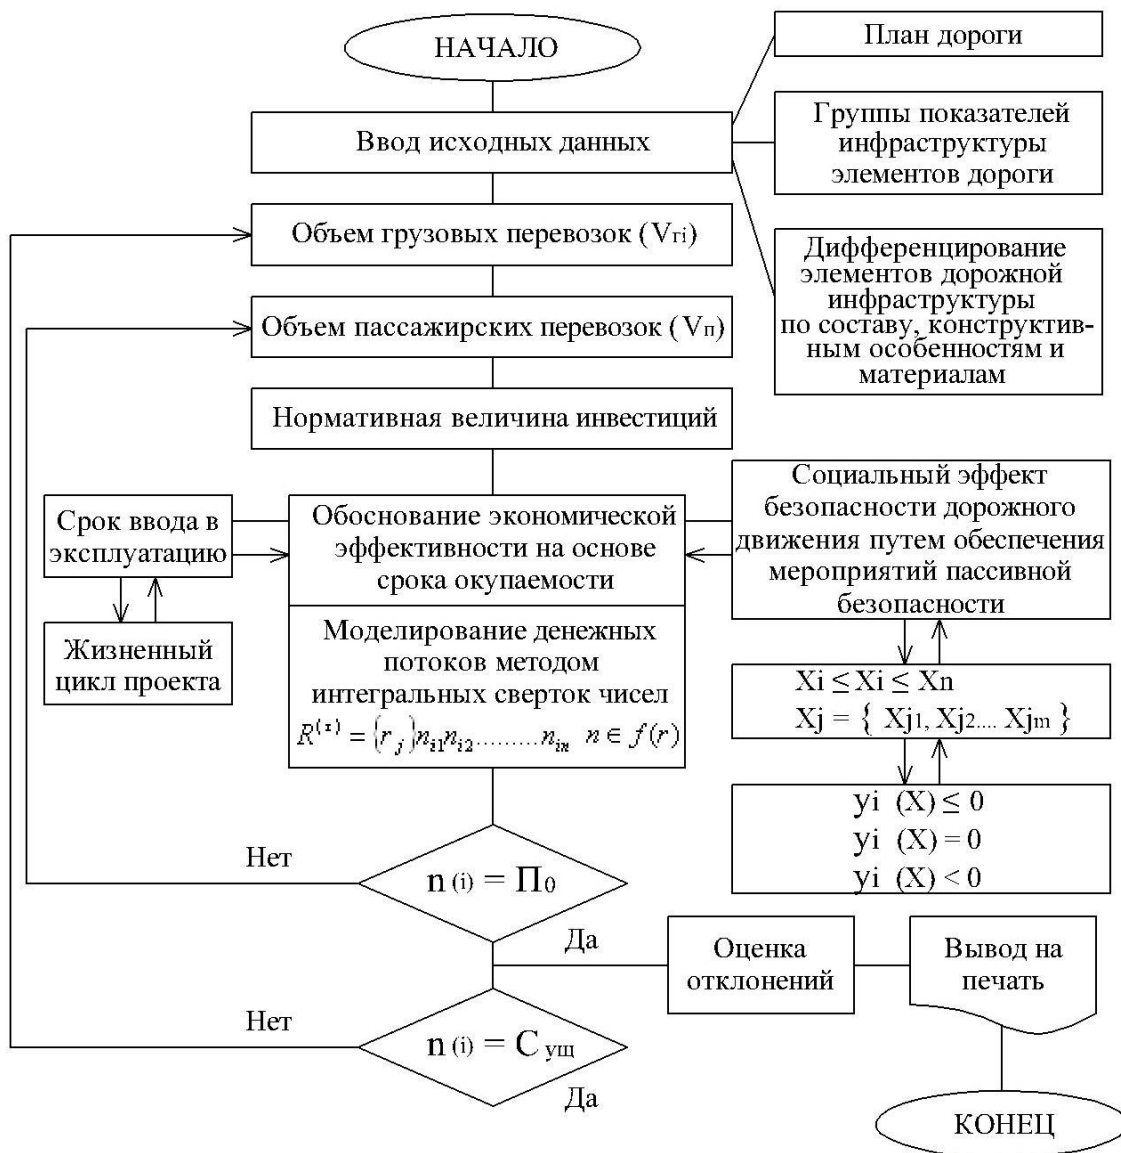 НАЧАЛО
План дороги
Ввод исходных данных
Группы показателей
инфраструктуры
элементов дороги
Объем грузовых перевозок (Vгi)
Дифференцирование
элементов дорожной
инфраструктуры
по составу, конструктив-
ным особенностям и
материалам
Объем пассажирских перевозок (Vп)
Нормативная величина инвестиций
Срок ввода в
эксплуатацию
Обоснование экономической
эффективности на основе
срока окупаемости
Социальный эффект
безопасности дорожного
движения путем обеспечения
мероприятий пассивной
безопасности
Жизненный
цикл проекта
Моделирование денежных
потоков методом
интегральных сверток чисел
R⁽ᶻ⁾ = {r j}n i1 n i2 ......... n in n ∈ f(r)
Xi ≤ Xi ≤ Xn
Xj = { Xj1, Xj2.... Xjm }
yi (X) ≤ 0
yi (X) = 0
yi (X) < 0
Нет
n (i) = П0
Да
Оценка
отклонений
Вывод на
печать
Нет
n (i) = С ущ
Да
КОНЕЦ